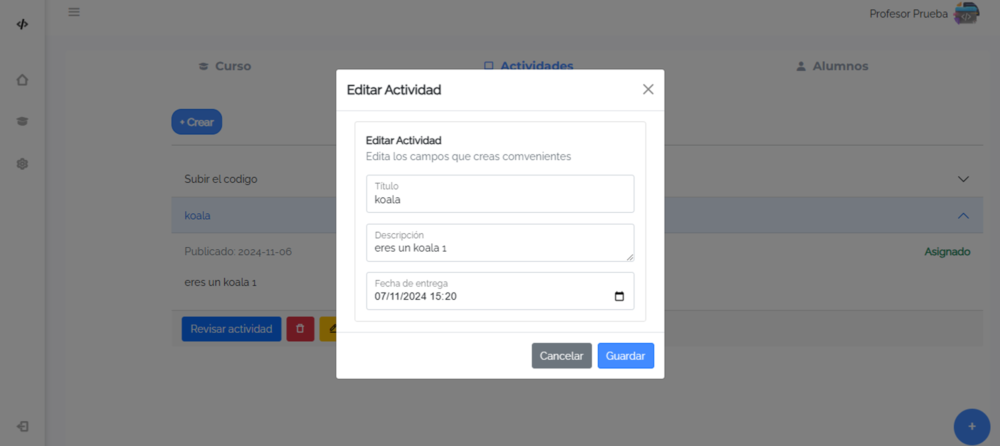 </>
Profesor Prueba
</>
Curso
Actividades
Alumnos
Editar Actividad
+ Crear
Editar Actividad
Edita los campos que creas comvenientes
Subir el codigo
Título
koala
koala
Descripción
eres un koala 1
Publicado: 2024-11-06
Asignado
eres un koala 1
Fecha de entrega
07/11/2024 15:20
Revisar actividad
Cancelar
Guardar
+